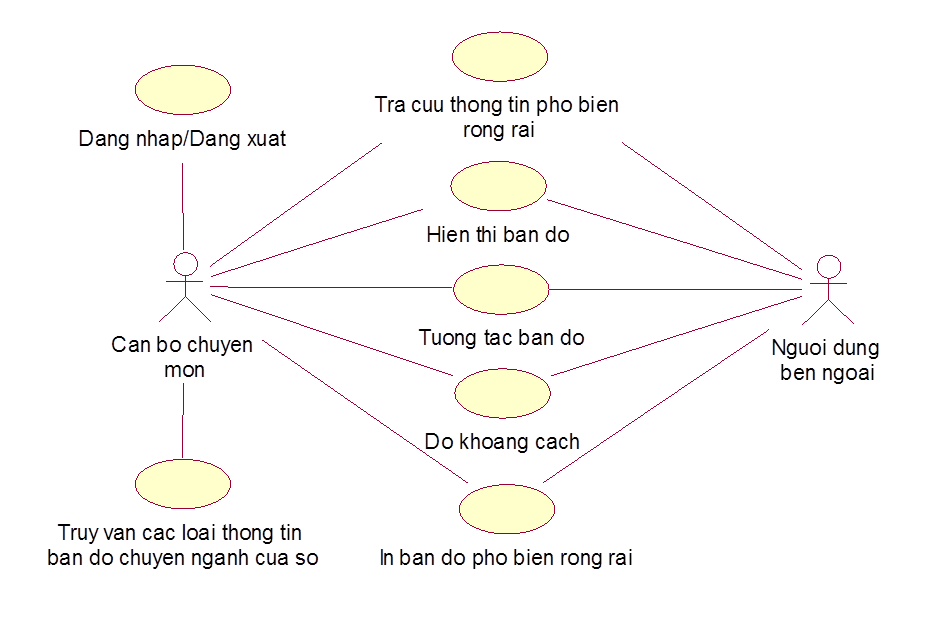 Tra cuu thong tin pho bien
rong rai
Dang nhap/Dang xuat
Hien thi ban do
Tuong tac ban do
Can bo chuyen
mon
Nguoi dung
ben ngoai
Do khoang cach
Truy van cac loai thong tin
ban do chuyen nganh cua so
In ban do pho bien rong rai